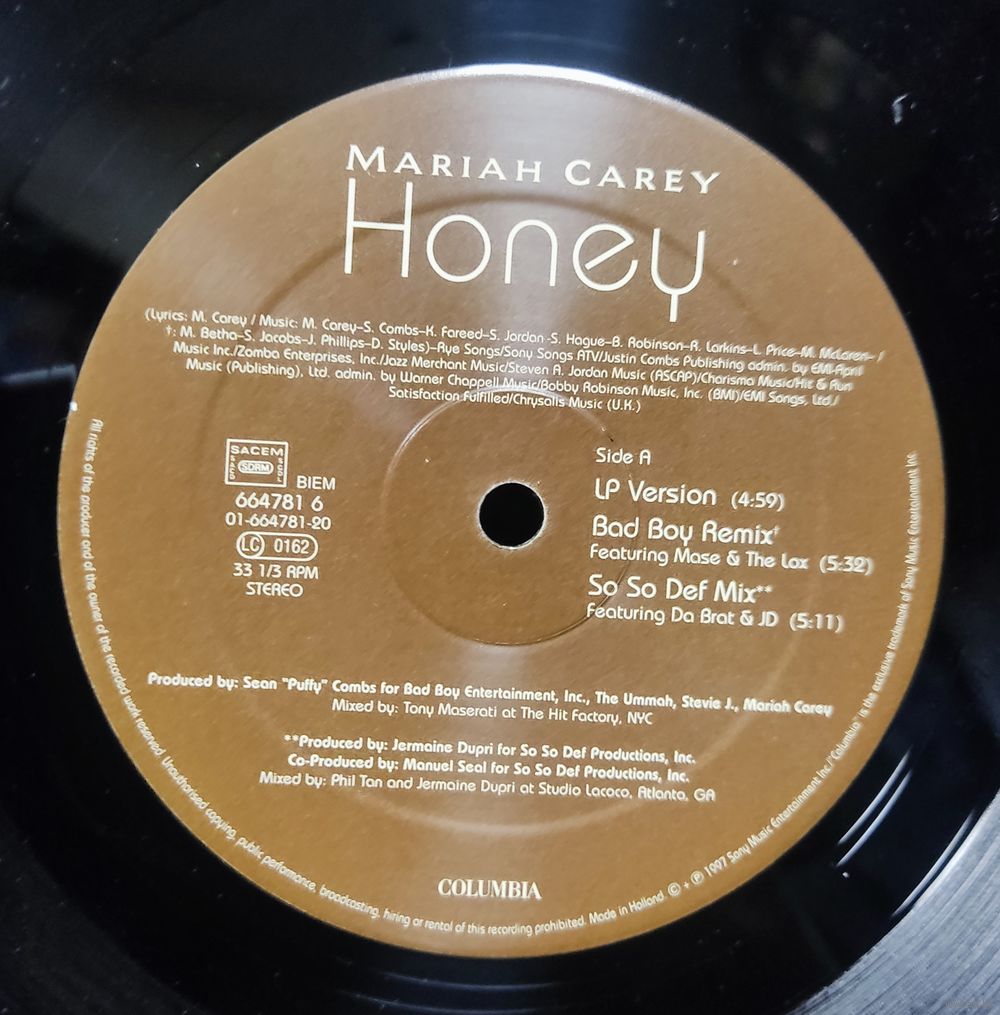 MARIAH CAREY
Honey
(Lyrics: M. Carey / Music: M. Carey-S. Combs-K. Fareed-S. Jordan-S. Hague-B. Robinson-R. Larkins-L. Price-M. McLaren- /
†: M. Betha-S. Jacobs-J. Phillips-D. Styles)-Rye Songs/Sony Songs ATV/Justin Combs Publishing admin. by EMI-April
Music Inc./Zomba Enterprises, Inc./Jazz Merchant Music/Steven A. Jordan Music (ASCAP)/Charisma Music/Hit & Run
Music (Publishing), Ltd. admin. by Warner Chappell Music/Bobby Robinson Music, Inc. (BMI)/EMI Songs, Ltd./
Satisfaction Fulfilled/Chrysalis Music (U.K.)
Side A
LP Version (4:59)
Bad Boy Remix†
Featuring Mase & The Lox (5:32)
So So Def Mix**
Featuring Da Brat & JD (5:11)
SACEM
SACD
SDRM
SGDL
BIEM
664781 6
01-664781-20
LC 0162
33 1/3 RPM
STEREO
Produced by: Sean "Puffy" Combs for Bad Boy Entertainment, Inc., The Ummah, Stevie J., Mariah Carey
Mixed by: Tony Maserati at The Hit Factory, NYC
**Produced by: Jermaine Dupri for So So Def Productions, Inc.
Co-Produced by: Manuel Seal for So So Def Productions, Inc.
Mixed by: Phil Tan and Jermaine Dupri at Studio Lacoco, Atlanta, GA
COLUMBIA
All rights of the producer and of the owner of the recorded work reserved. Unauthorised copying, public performance, broadcasting, hiring or rental of this recording prohibited. Made in Holland. © + ℗ 1997 Sony Music Entertainment Inc./"Columbia" is the exclusive trademark of Sony Music Entertainment Inc.